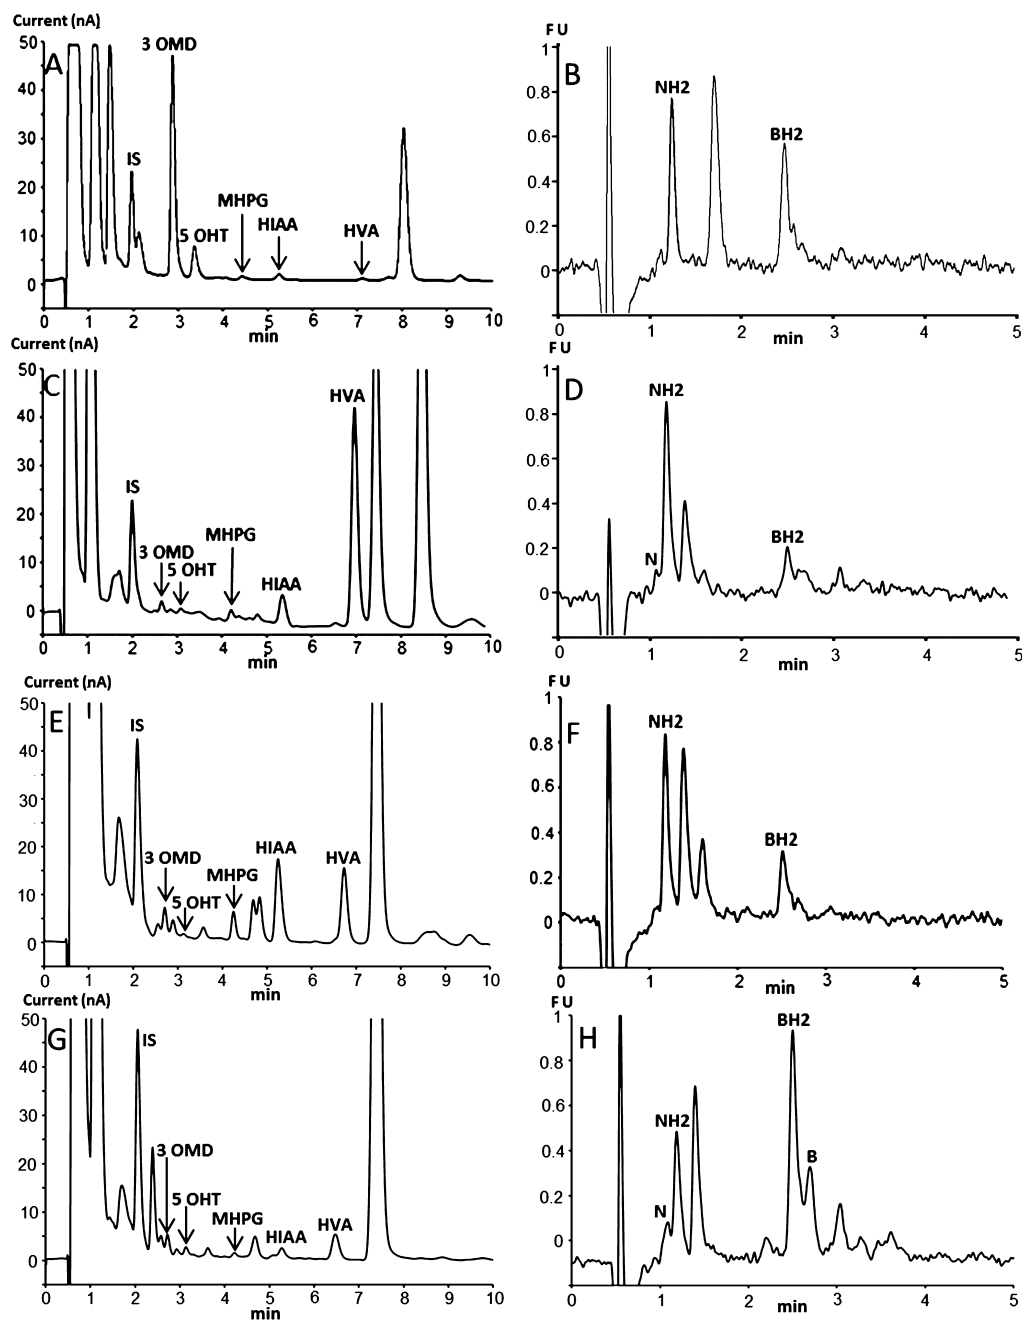 Current (nA)
A
50
40
30
20
10
0
3 OMD
IS
5 OHT
MHPG
HIAA
HVA
0 1 2 3 4 5 6 7 8 9 10
min
FU
B
1
0.8
0.6
0.4
0.2
0
NH2
BH2
0 1 2 3 4 5
min
Current (nA)
C
50
40
30
20
10
0
HVA
IS
MHPG
3 OMD
5 OHT
HIAA
0 1 2 3 4 5 6 7 8 9 10
min
FU
D
1
0.8
0.6
0.4
0.2
0
NH2
N
BH2
0 1 2 3 4 5
min
Current (nA)
E
50
40
30
20
10
0
IS
3 OMD
5 OHT
MHPG
HIAA
HVA
0 1 2 3 4 5 6 7 8 9 10
min
FU
F
1
0.8
0.6
0.4
0.2
0
NH2
BH2
0 1 2 3 4 5
min
Current (nA)
G
50
40
30
20
10
0
IS
3 OMD
5 OHT
MHPG
HIAA
HVA
0 1 2 3 4 5 6 7 8 9 10
min
FU
H
1
0.8
0.6
0.4
0.2
0
BH2
NH2
B
N
0 1 2 3 4 5
min